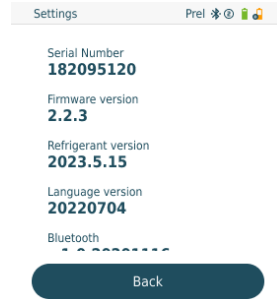 Settings Prel
Serial Number
182095120
Firmware version
2.2.3
Refrigerant version
2023.5.15
Language version
20220704
Bluetooth
Back